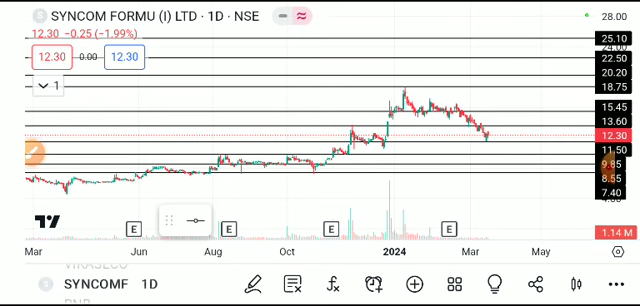 S SYNCOM FORMU (I) LTD · 1D · NSE
12.30 −0.25 (−1.99%)
12.30 0.00 12.30
1
28.00
25.10
24.00
22.50
20.20
18.75
15.45
13.60
12.30
11.50
9.85
8.55
7.40
1.14 M
E E E E
Mar Jun Aug Oct 2024 Mar May
SYNCOMF 1D